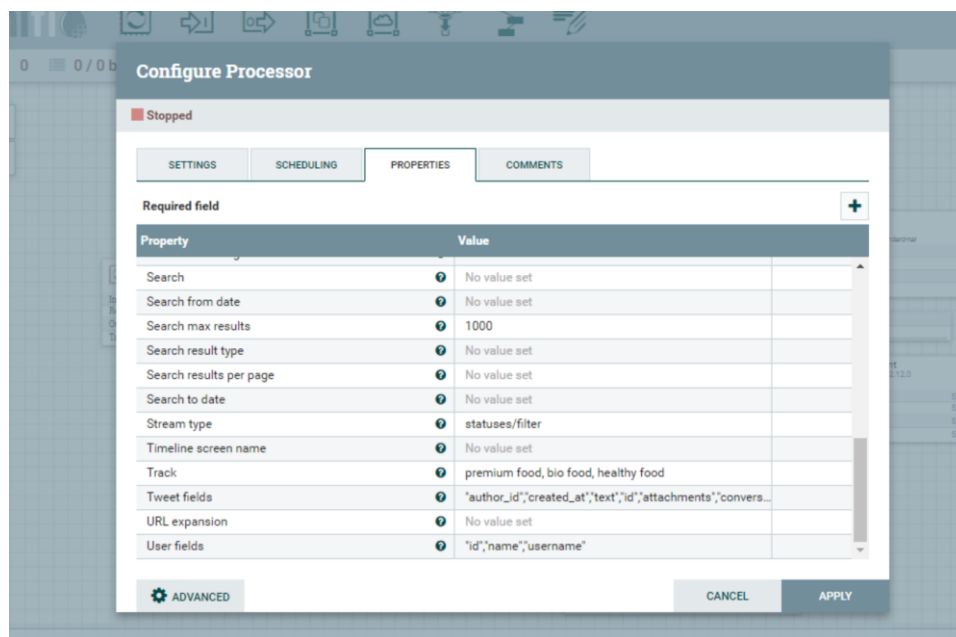 0 0 / 0 b
Configure Processor
Stopped
SETTINGS SCHEDULING PROPERTIES COMMENTS
Required field
Property Value
Search No value set
Search from date No value set
Search max results 1000
Search result type No value set
Search results per page No value set
Search to date No value set
Stream type statuses/filter
Timeline screen name No value set
Track premium food, bio food, healthy food
Tweet fields "author_id","created_at","text","id","attachments","convers...
URL expansion No value set
User fields "id","name","username"
ADVANCED CANCEL APPLY